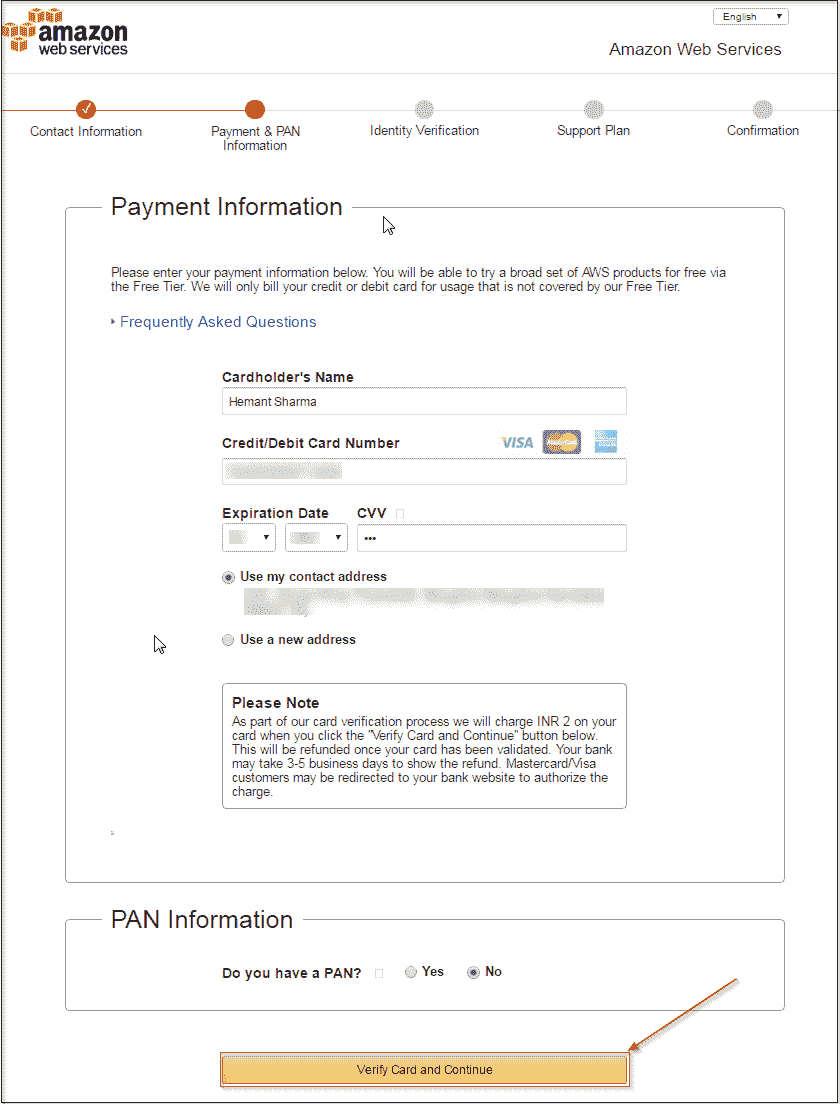 English
amazon
web services
Amazon Web Services
Contact Information
Payment & PAN
Information
Identity Verification
Support Plan
Confirmation
Payment Information
Please enter your payment information below. You will be able to try a broad set of AWS products for free via
the Free Tier. We will only bill your credit or debit card for usage that is not covered by our Free Tier.
Frequently Asked Questions
Cardholder's Name
Hemant Sharma
Credit/Debit Card Number
VISA MasterCard
Expiration Date CVV
•••
Use my contact address
Use a new address
Please Note
As part of our card verification process we will charge INR 2 on your
card when you click the "Verify Card and Continue" button below.
This will be refunded once your card has been validated. Your bank
may take 3-5 business days to show the refund. Mastercard/Visa
customers may be redirected to your bank website to authorize the
charge.
PAN Information
Do you have a PAN? Yes No
Verify Card and Continue